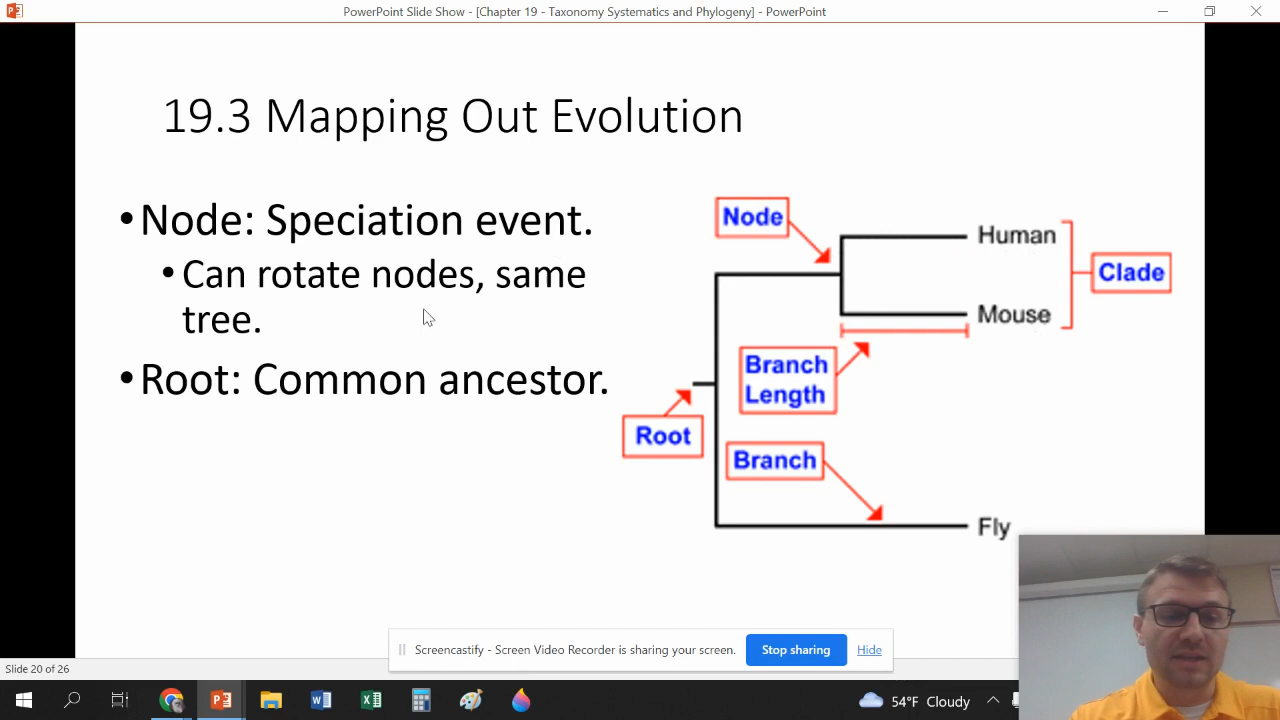 PowerPoint Slide Show - [Chapter 19 - Taxonomy Systematics and Phylogeny] - PowerPoint
19.3 Mapping Out Evolution
•Node: Speciation event.
•Can rotate nodes, same
tree.
•Root: Common ancestor.
Node
Human
Clade
Mouse
Branch
Length
Root
Branch
Fly
Screencastify - Screen Video Recorder is sharing your screen.
Stop sharing
Hide
Slide 20 of 26
54°F Cloudy